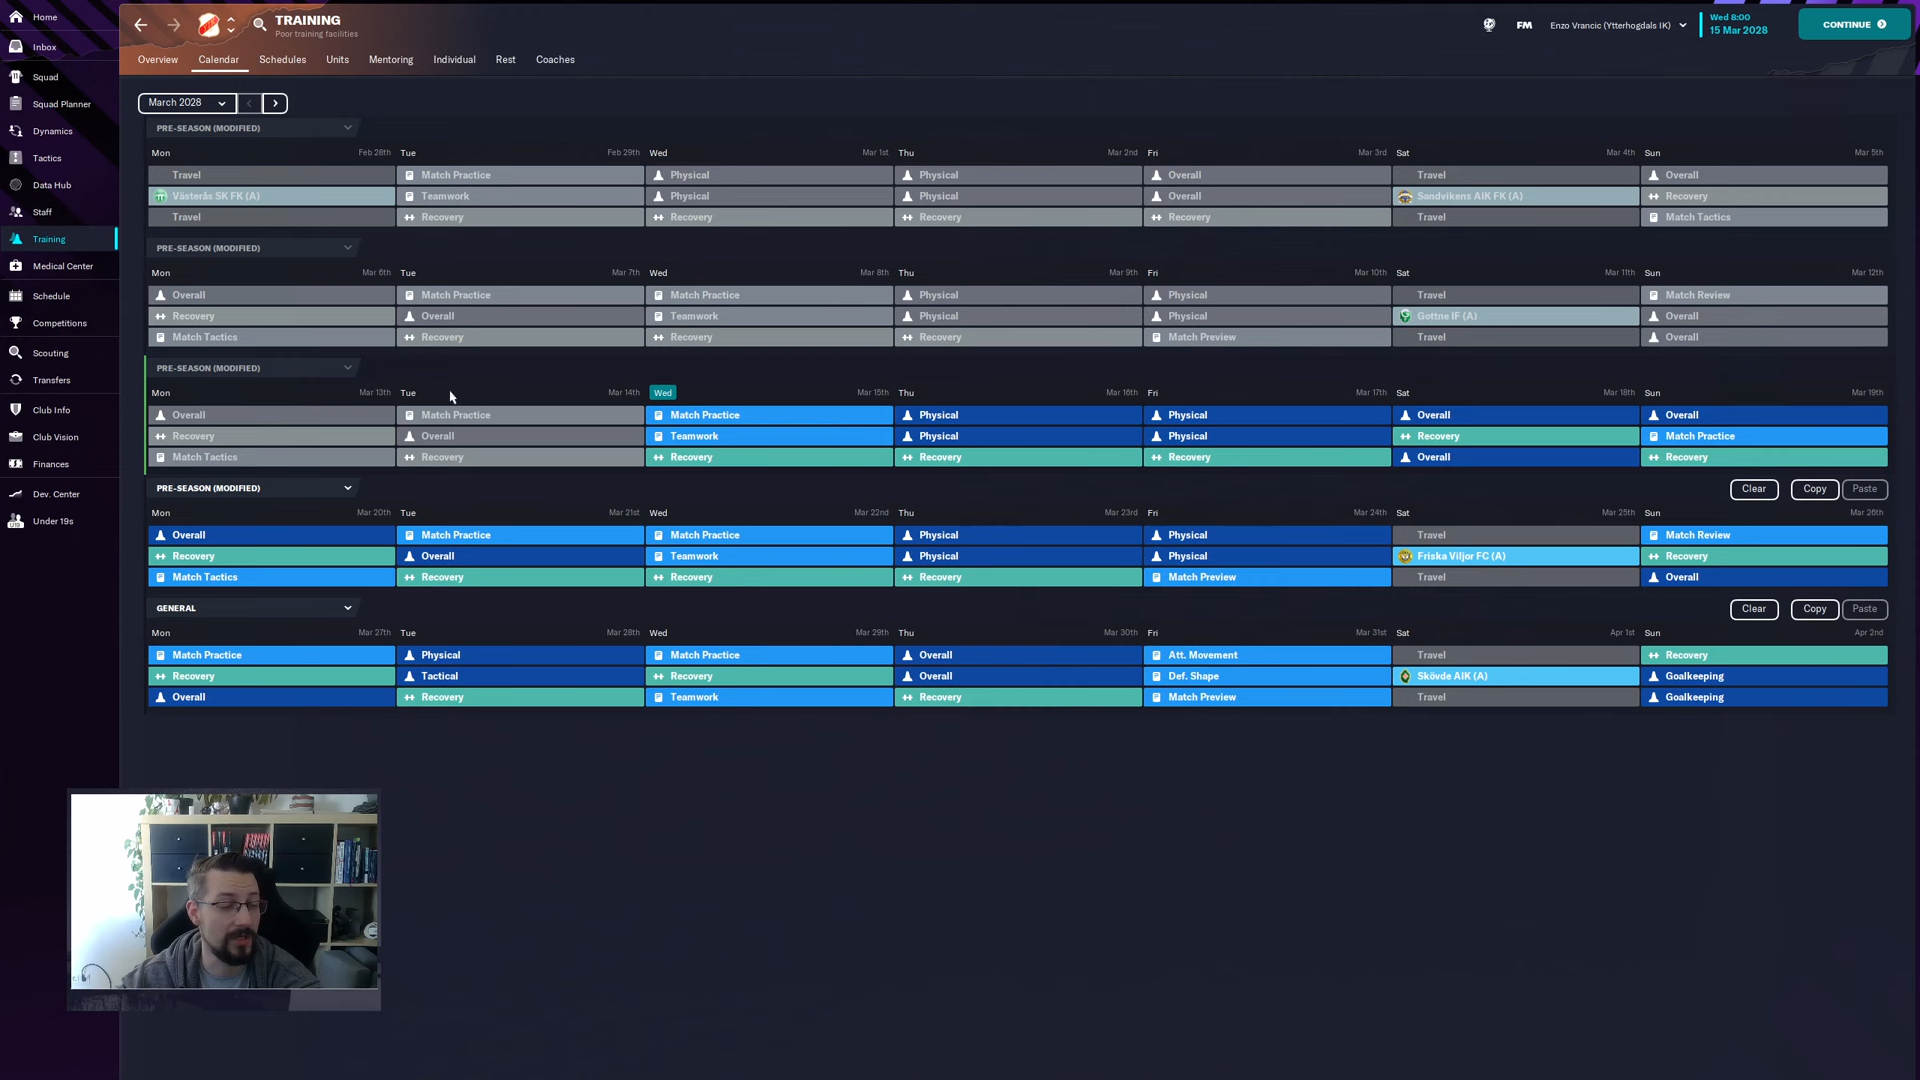 Home
Inbox
Squad
Squad Planner
Dynamics
Tactics
Data Hub
Staff
Training
Medical Center
Schedule
Competitions
Scouting
Transfers
Club Info
Club Vision
Finances
Dev. Center
Under 19s
TRAINING
Poor training facilities
FM
Enzo Vrancic (Ytterhogdals IK)
Wed 8:00
15 Mar 2028
CONTINUE
Overview Calendar Schedules Units Mentoring Individual Rest Coaches
March 2028
PRE-SEASON (MODIFIED)
Mon Feb 28th Tue Feb 29th Wed Mar 1st Thu Mar 2nd Fri Mar 3rd Sat Mar 4th Sun Mar 5th
Travel Match Practice Physical Physical Overall Travel Overall
Västerås SK FK (A) Teamwork Physical Physical Overall Sandvikens AIK FK (A) Recovery
Travel Recovery Recovery Recovery Recovery Travel Match Tactics
PRE-SEASON (MODIFIED)
Mon Mar 6th Tue Mar 7th Wed Mar 8th Thu Mar 9th Fri Mar 10th Sat Mar 11th Sun Mar 12th
Overall Match Practice Match Practice Physical Physical Travel Match Review
Recovery Overall Teamwork Physical Physical Gottne IF (A) Overall
Match Tactics Recovery Recovery Recovery Match Preview Travel Overall
PRE-SEASON (MODIFIED)
Mon Mar 13th Tue Mar 14th Wed Mar 15th Thu Mar 16th Fri Mar 17th Sat Mar 18th Sun Mar 19th
Overall Match Practice Match Practice Physical Physical Overall Overall
Recovery Overall Teamwork Physical Physical Recovery Match Practice
Match Tactics Recovery Recovery Recovery Recovery Overall Recovery
PRE-SEASON (MODIFIED) Clear Copy Paste
Mon Mar 20th Tue Mar 21st Wed Mar 22nd Thu Mar 23rd Fri Mar 24th Sat Mar 25th Sun Mar 26th
Overall Match Practice Match Practice Physical Physical Travel Match Review
Recovery Overall Teamwork Physical Physical Friska Viljor FC (A) Recovery
Match Tactics Recovery Recovery Recovery Match Preview Travel Overall
GENERAL Clear Copy Paste
Mon Mar 27th Tue Mar 28th Wed Mar 29th Thu Mar 30th Fri Mar 31st Sat Apr 1st Sun Apr 2nd
Match Practice Physical Match Practice Overall Att. Movement Travel Recovery
Recovery Tactical Recovery Overall Def. Shape Skövde AIK (A) Goalkeeping
Overall Recovery Teamwork Recovery Match Preview Travel Goalkeeping